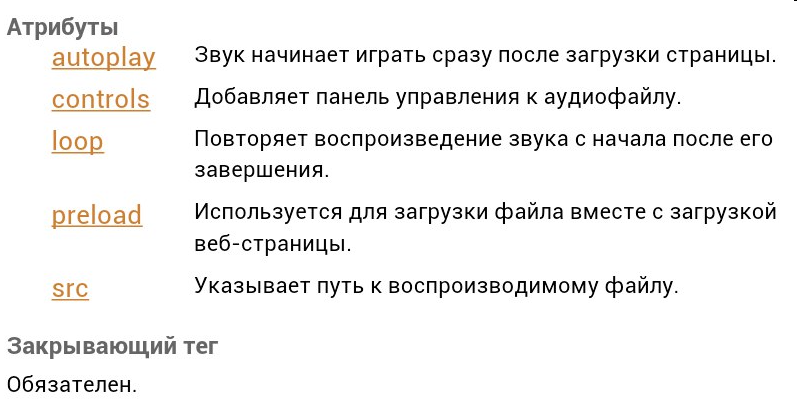 Атрибуты
autoplay Звук начинает играть сразу после загрузки страницы.
controls Добавляет панель управления к аудиофайлу.
loop Повторяет воспроизведение звука с начала после его
завершения.
preload Используется для загрузки файла вместе с загрузкой
веб-страницы.
src Указывает путь к воспроизводимому файлу.
Закрывающий тег
Обязателен.